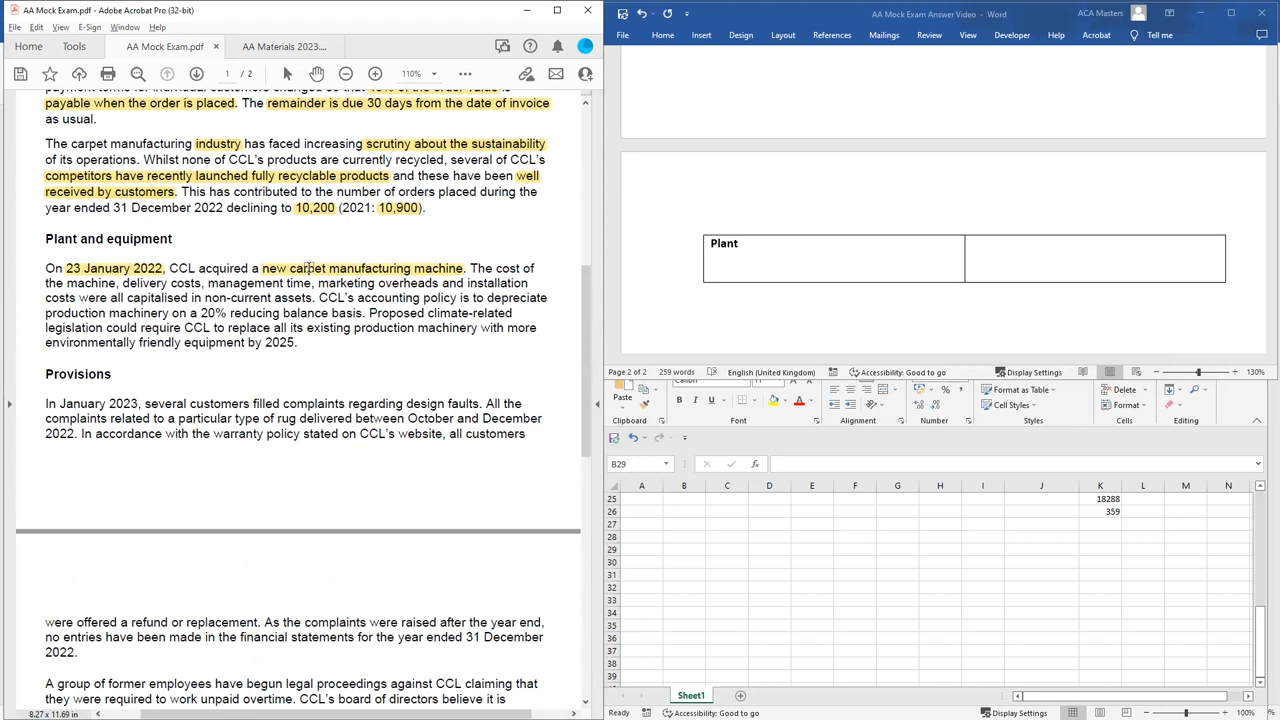 AA Mock Exam.pdf - Adobe Acrobat Pro (32-bit)
File Edit View E-Sign Window Help
Home Tools AA Mock Exam.pdf × AA Materials 2023....
1 / 2 110%
payable when the order is placed. The remainder is due 30 days from the date of invoice
as usual.
The carpet manufacturing industry has faced increasing scrutiny about the sustainability
of its operations. Whilst none of CCL's products are currently recycled, several of CCL's
competitors have recently launched fully recyclable products and these have been well
received by customers. This has contributed to the number of orders placed during the
year ended 31 December 2022 declining to 10,200 (2021: 10,900).
Plant and equipment
On 23 January 2022, CCL acquired a new carpet manufacturing machine. The cost of
the machine, delivery costs, management time, marketing overheads and installation
costs were all capitalised in non-current assets. CCL's accounting policy is to depreciate
production machinery on a 20% reducing balance basis. Proposed climate-related
legislation could require CCL to replace all its existing production machinery with more
environmentally friendly equipment by 2025.
Provisions
In January 2023, several customers filled complaints regarding design faults. All the
complaints related to a particular type of rug delivered between October and December
2022. In accordance with the warranty policy stated on CCL's website, all customers
were offered a refund or replacement. As the complaints were raised after the year end,
no entries have been made in the financial statements for the year ended 31 December
2022.
A group of former employees have begun legal proceedings against CCL claiming that
they were required to work unpaid overtime. CCL's board of directors believe it is
8.27 x 11.69 in
AA Mock Exam Answer Video - Word ACA Masters
File Home Insert Design Layout References Mailings Review View Developer Help Acrobat Tell me
Plant
Page 2 of 2 259 words English (United Kingdom) Accessibility: Good to go Display Settings 130%
Paste B I U A % Format as Table Cell Styles Delete Format
Clipboard Font Alignment Number Styles Cells Editing
B29 fx
A B C D E F G H I J K L M N
25 18288
26 359
27
28
29
30
31
32
33
34
35
36
37
38
39
Sheet1
Ready Accessibility: Good to go Display Settings 100%